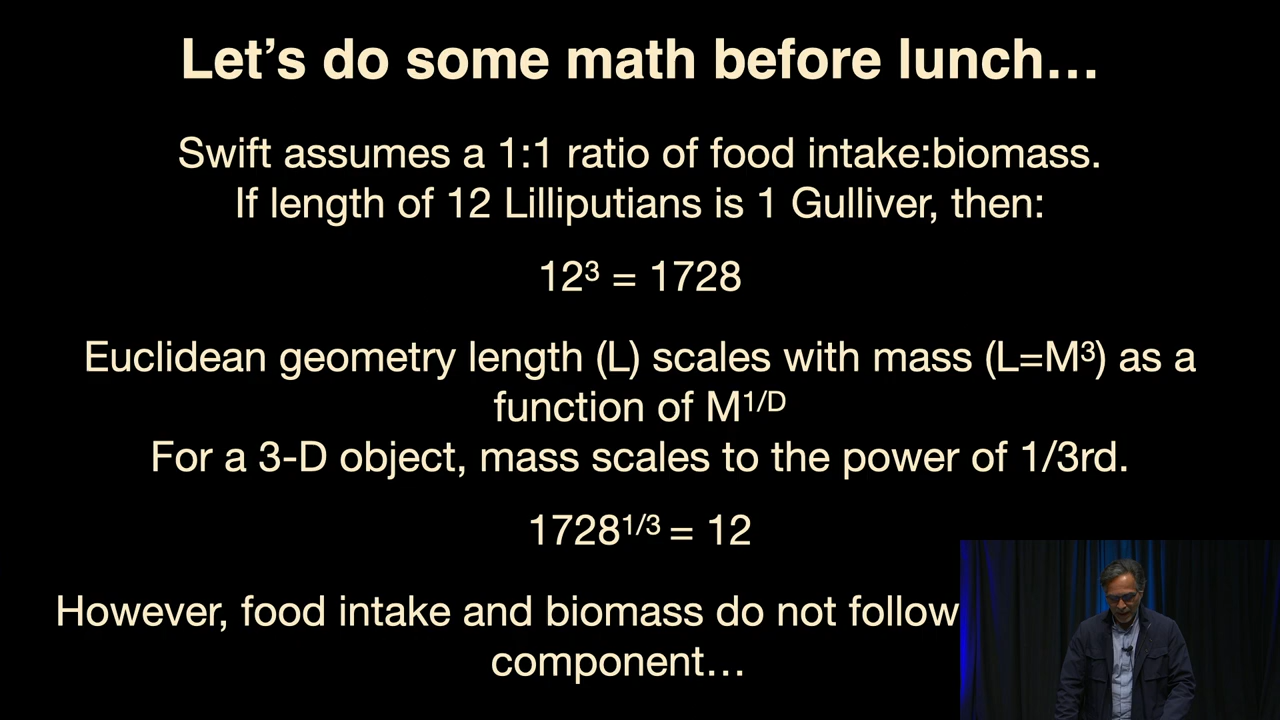 Let’s do some math before lunch…
Swift assumes a 1:1 ratio of food intake:biomass.
If length of 12 Lilliputians is 1 Gulliver, then:
12³ = 1728
Euclidean geometry length (L) scales with mass (L=M³) as a
function of M¹/ᴰ
For a 3-D object, mass scales to the power of 1/3rd.
1728¹/³ = 12
However, food intake and biomass do not follow
component…